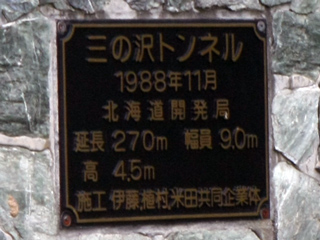 三の沢トンネル
1988年11月
北海道開発局
延長 270m 幅員 9.0m
高 4.5m
施工 伊藤,植村,米田共同企業体